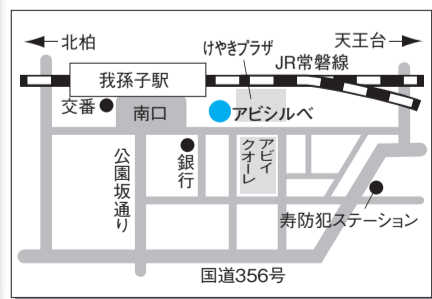 北柏
天王台
けやきプラザ
JR常磐線
我孫子駅
交番
南口
アビシルベ
公園坂通り
銀行
アビイ
クオーレ
寿防犯ステーション
国道356号